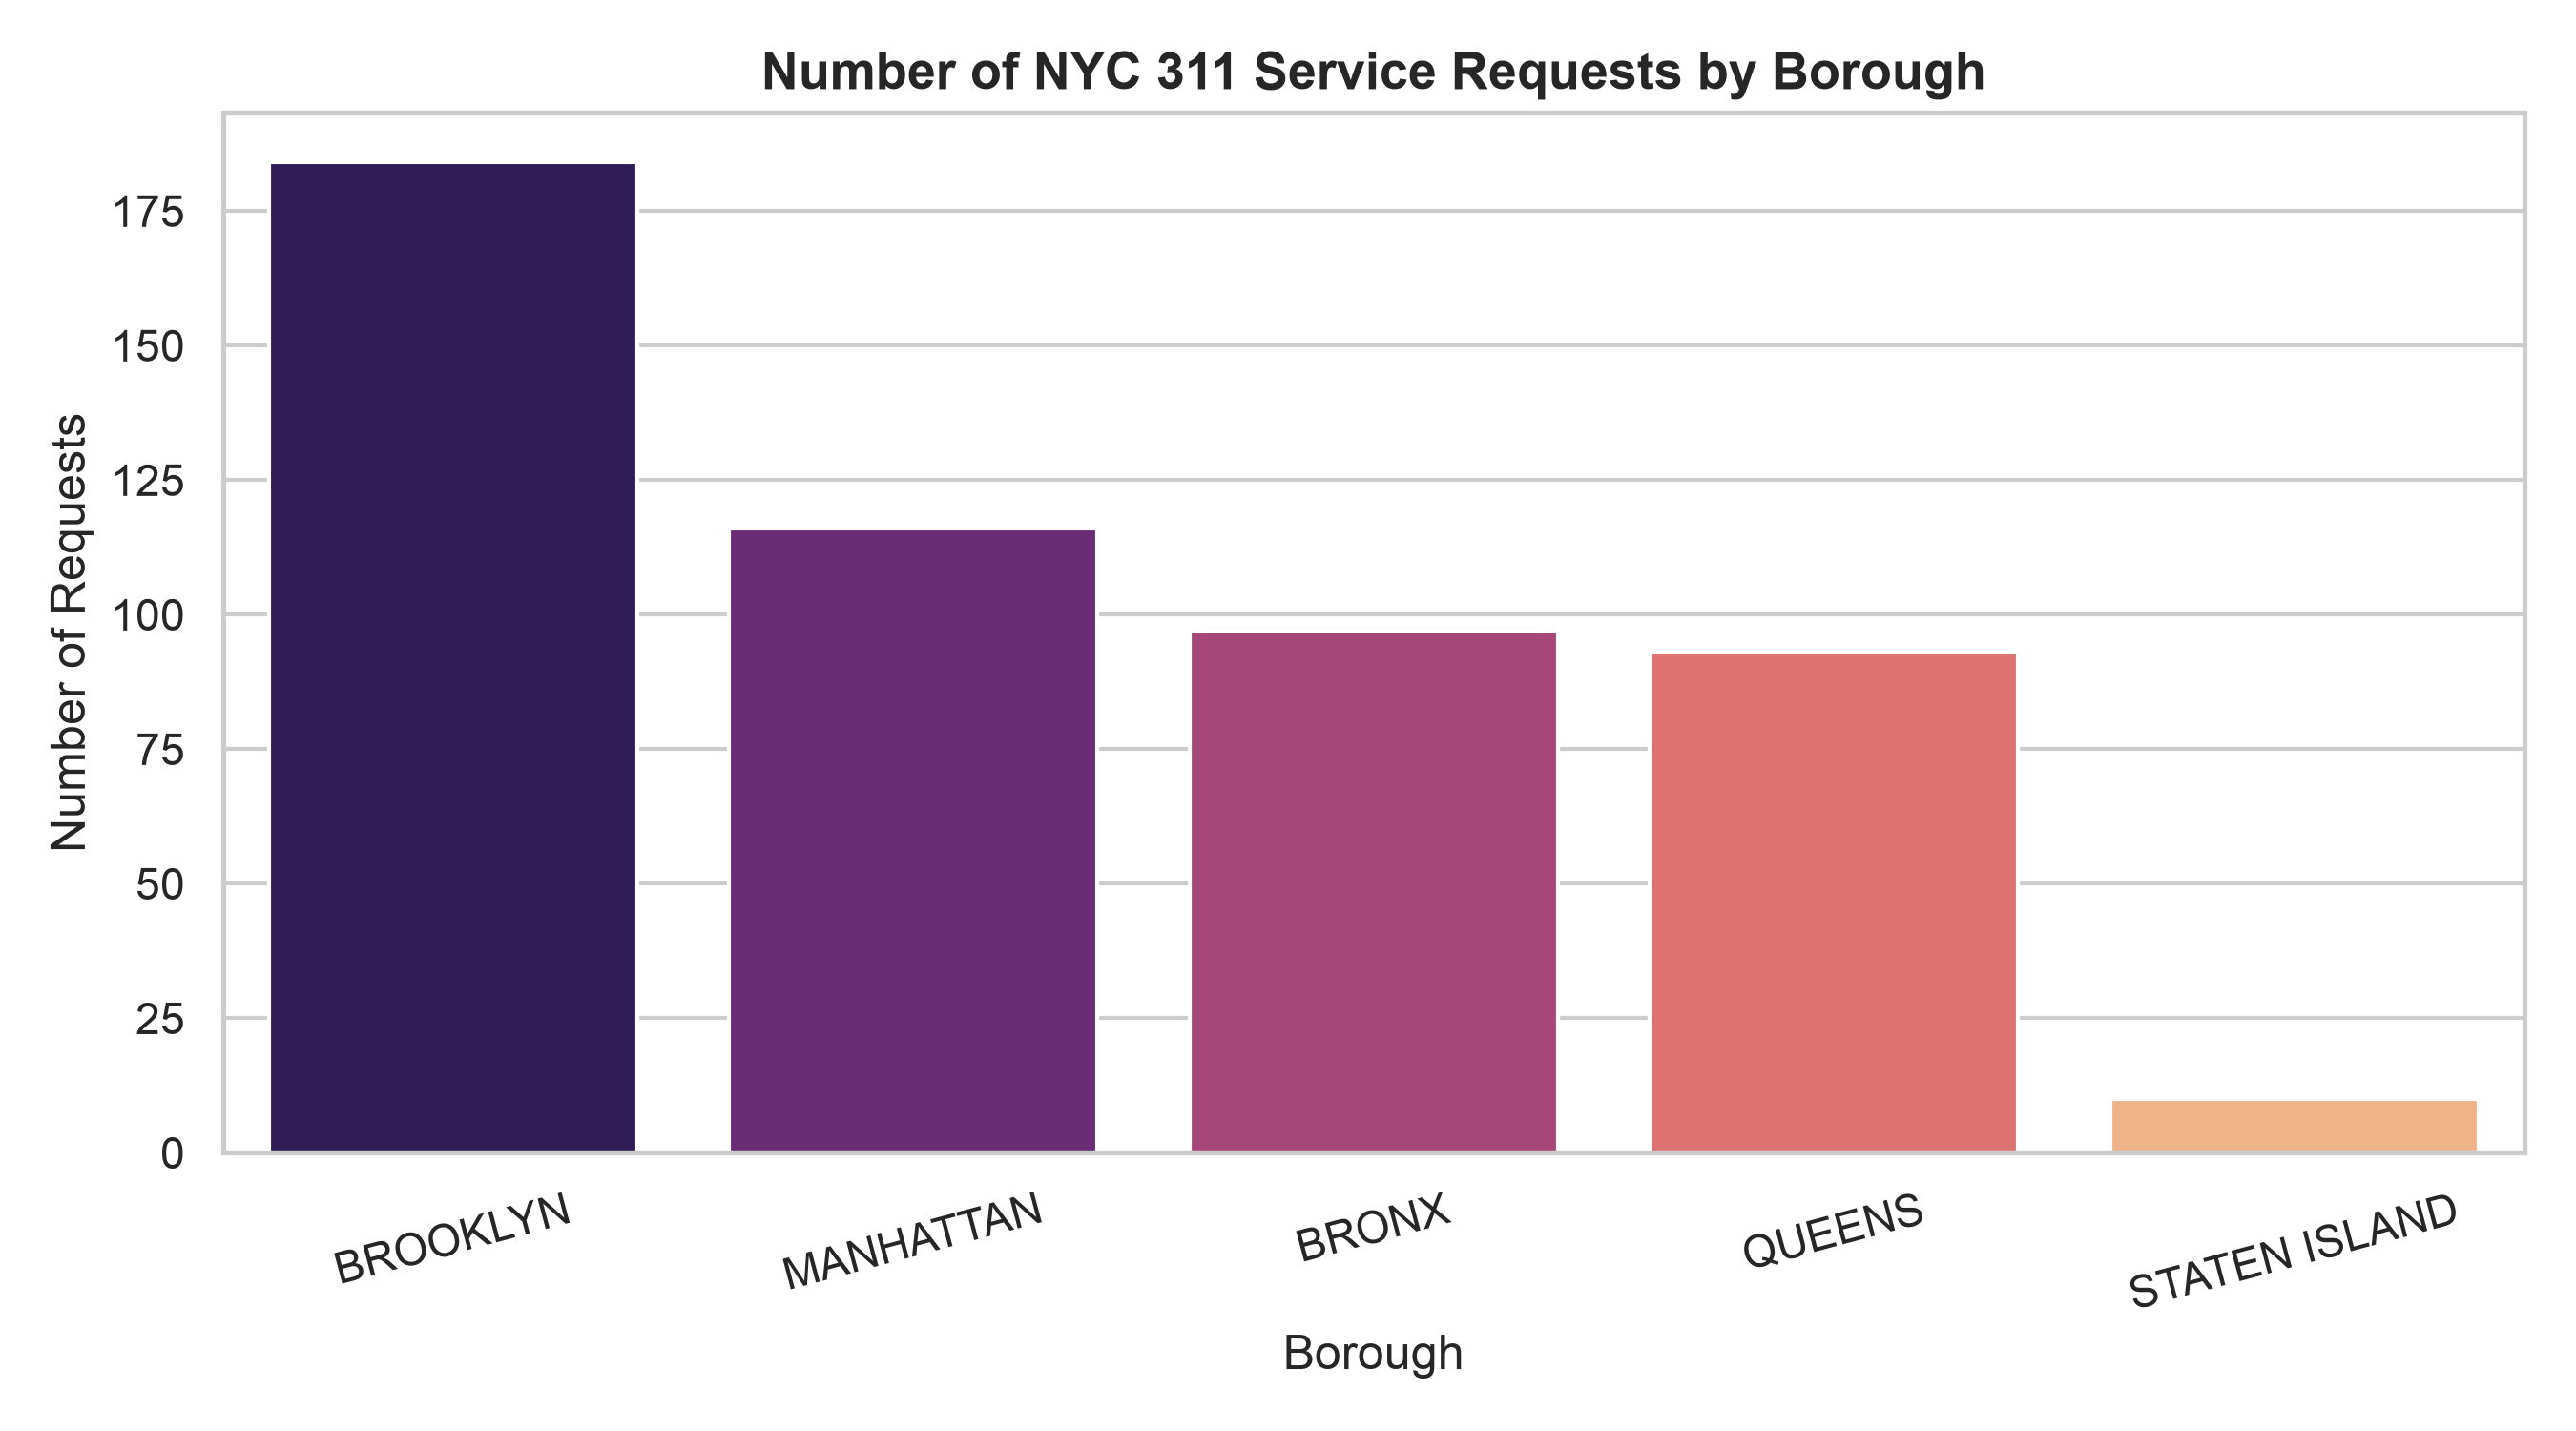 Number of NYC 311 Service Requests by Borough
Number of Requests
175
150
125
100
75
50
25
0
BROOKLYN
MANHATTAN
BRONX
QUEENS
STATEN ISLAND
Borough